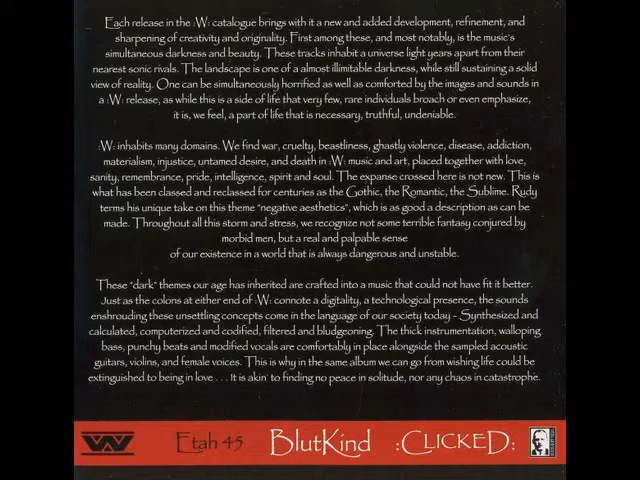 Each release in the :W: catalogue brings with it a new and added development, refinement, and
sharpening of creativity and originality. First among these, and most notably, is the music's
simultaneous darkness and beauty. These tracks inhabit a universe light years apart from their
nearest sonic rivals. The landscape is one of a almost illimitable darkness, while still sustaining a solid
view of reality. One can be simultaneously horrified as well as comforted by the images and sounds in
a :W: release, as while this is a side of life that very few, rare individuals broach or even emphasize,
it is, we feel, a part of life that is necessary, truthful, undeniable.
:W: inhabits many domains. We find war, cruelty, beastliness, ghastly violence, disease, addiction,
materialism, injustice, untamed desire, and death in :W: music and art, placed together with love,
sanity, remembrance, pride, intelligence, spirit and soul. The expanse crossed here is not new. This is
what has been classed and reclassed for centuries as the Gothic, the Romantic, the Sublime. Rudy
terms his unique take on this theme "negative aesthetics", which is as good a description as can be
made. Throughout all this storm and stress, we recognize not some terrible fantasy conjured by
morbid men, but a real and palpable sense
of our existence in a world that is always dangerous and unstable.
These "dark" themes our age has inherited are crafted into a music that could not have fit it better.
Just as the colons at either end of :W: connote a digitality, a technological presence, the sounds
enshrouding these unsettling concepts come in the language of our society today - Synthesized and
calculated, computerized and codified, filtered and bludgeoning. The thick instrumentation, walloping
bass, punchy beats and modified vocals are comfortably in place alongside the sampled acoustic
guitars, violins, and female voices. This is why in the same album we can go from wishing life could be
extinguished to being in love . . . It is akin to finding no peace in solitude, nor any chaos in catastrophe.
Etah 45 BlutKind :CLICKED: